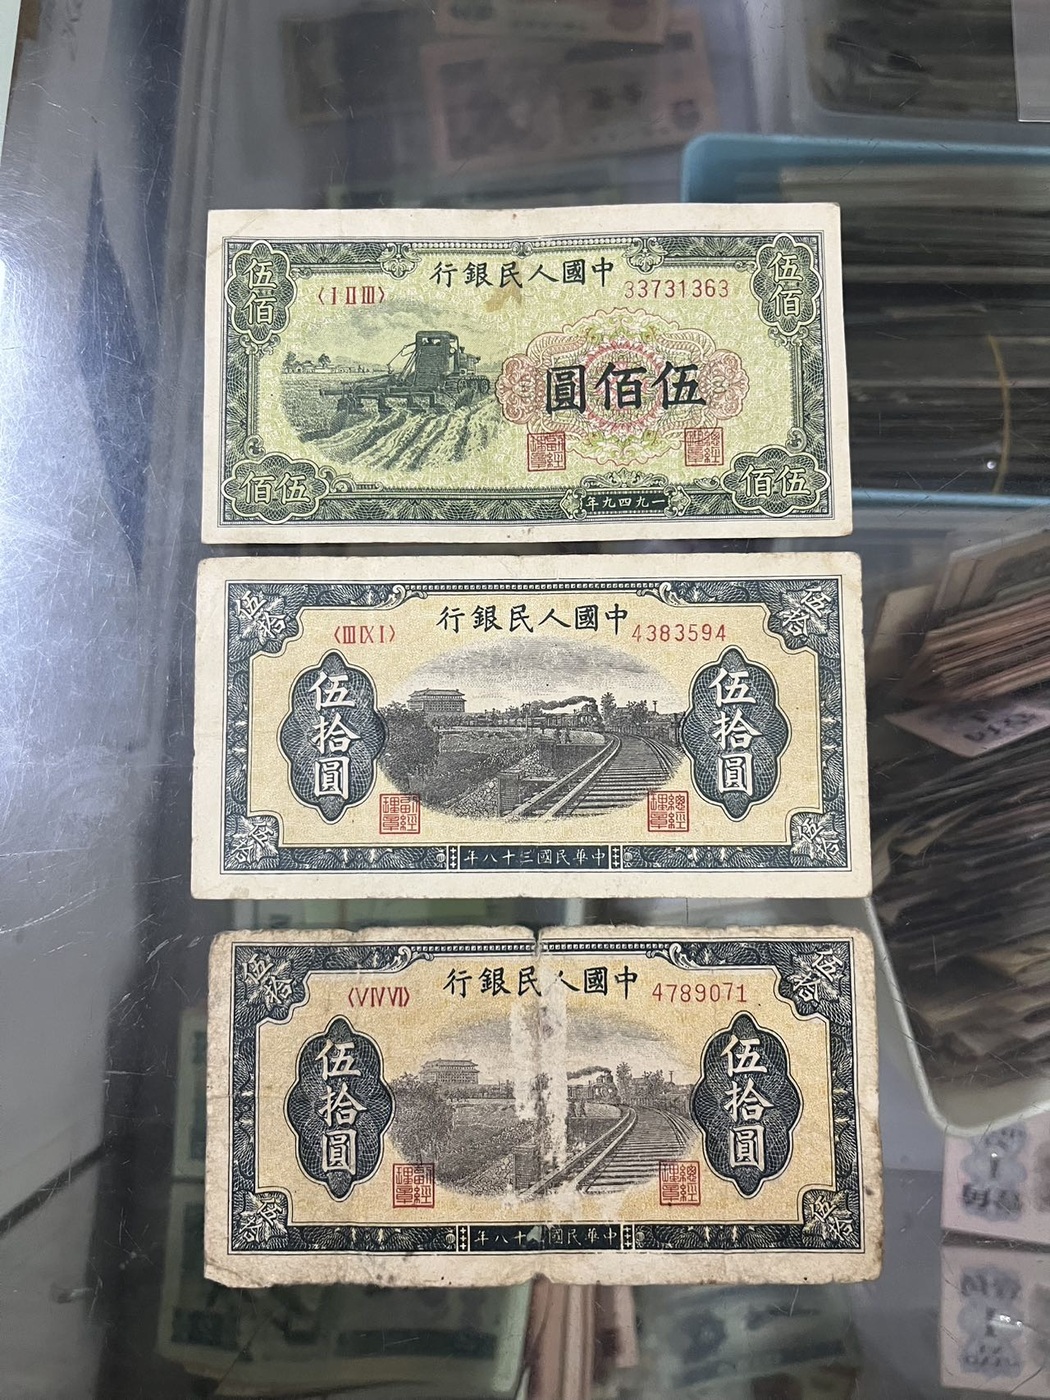 中國人民銀行
〈I II III〉
33731363
伍佰
伍佰
伍佰圓
伍佰
伍佰
一九四九年
中國人民銀行
〈III IX I〉
4383594
伍拾圓
伍拾圓
中華民國三十八年
中國人民銀行
〈V IV VI〉
4789071
伍拾圓
伍拾圓
中華民國 十八年